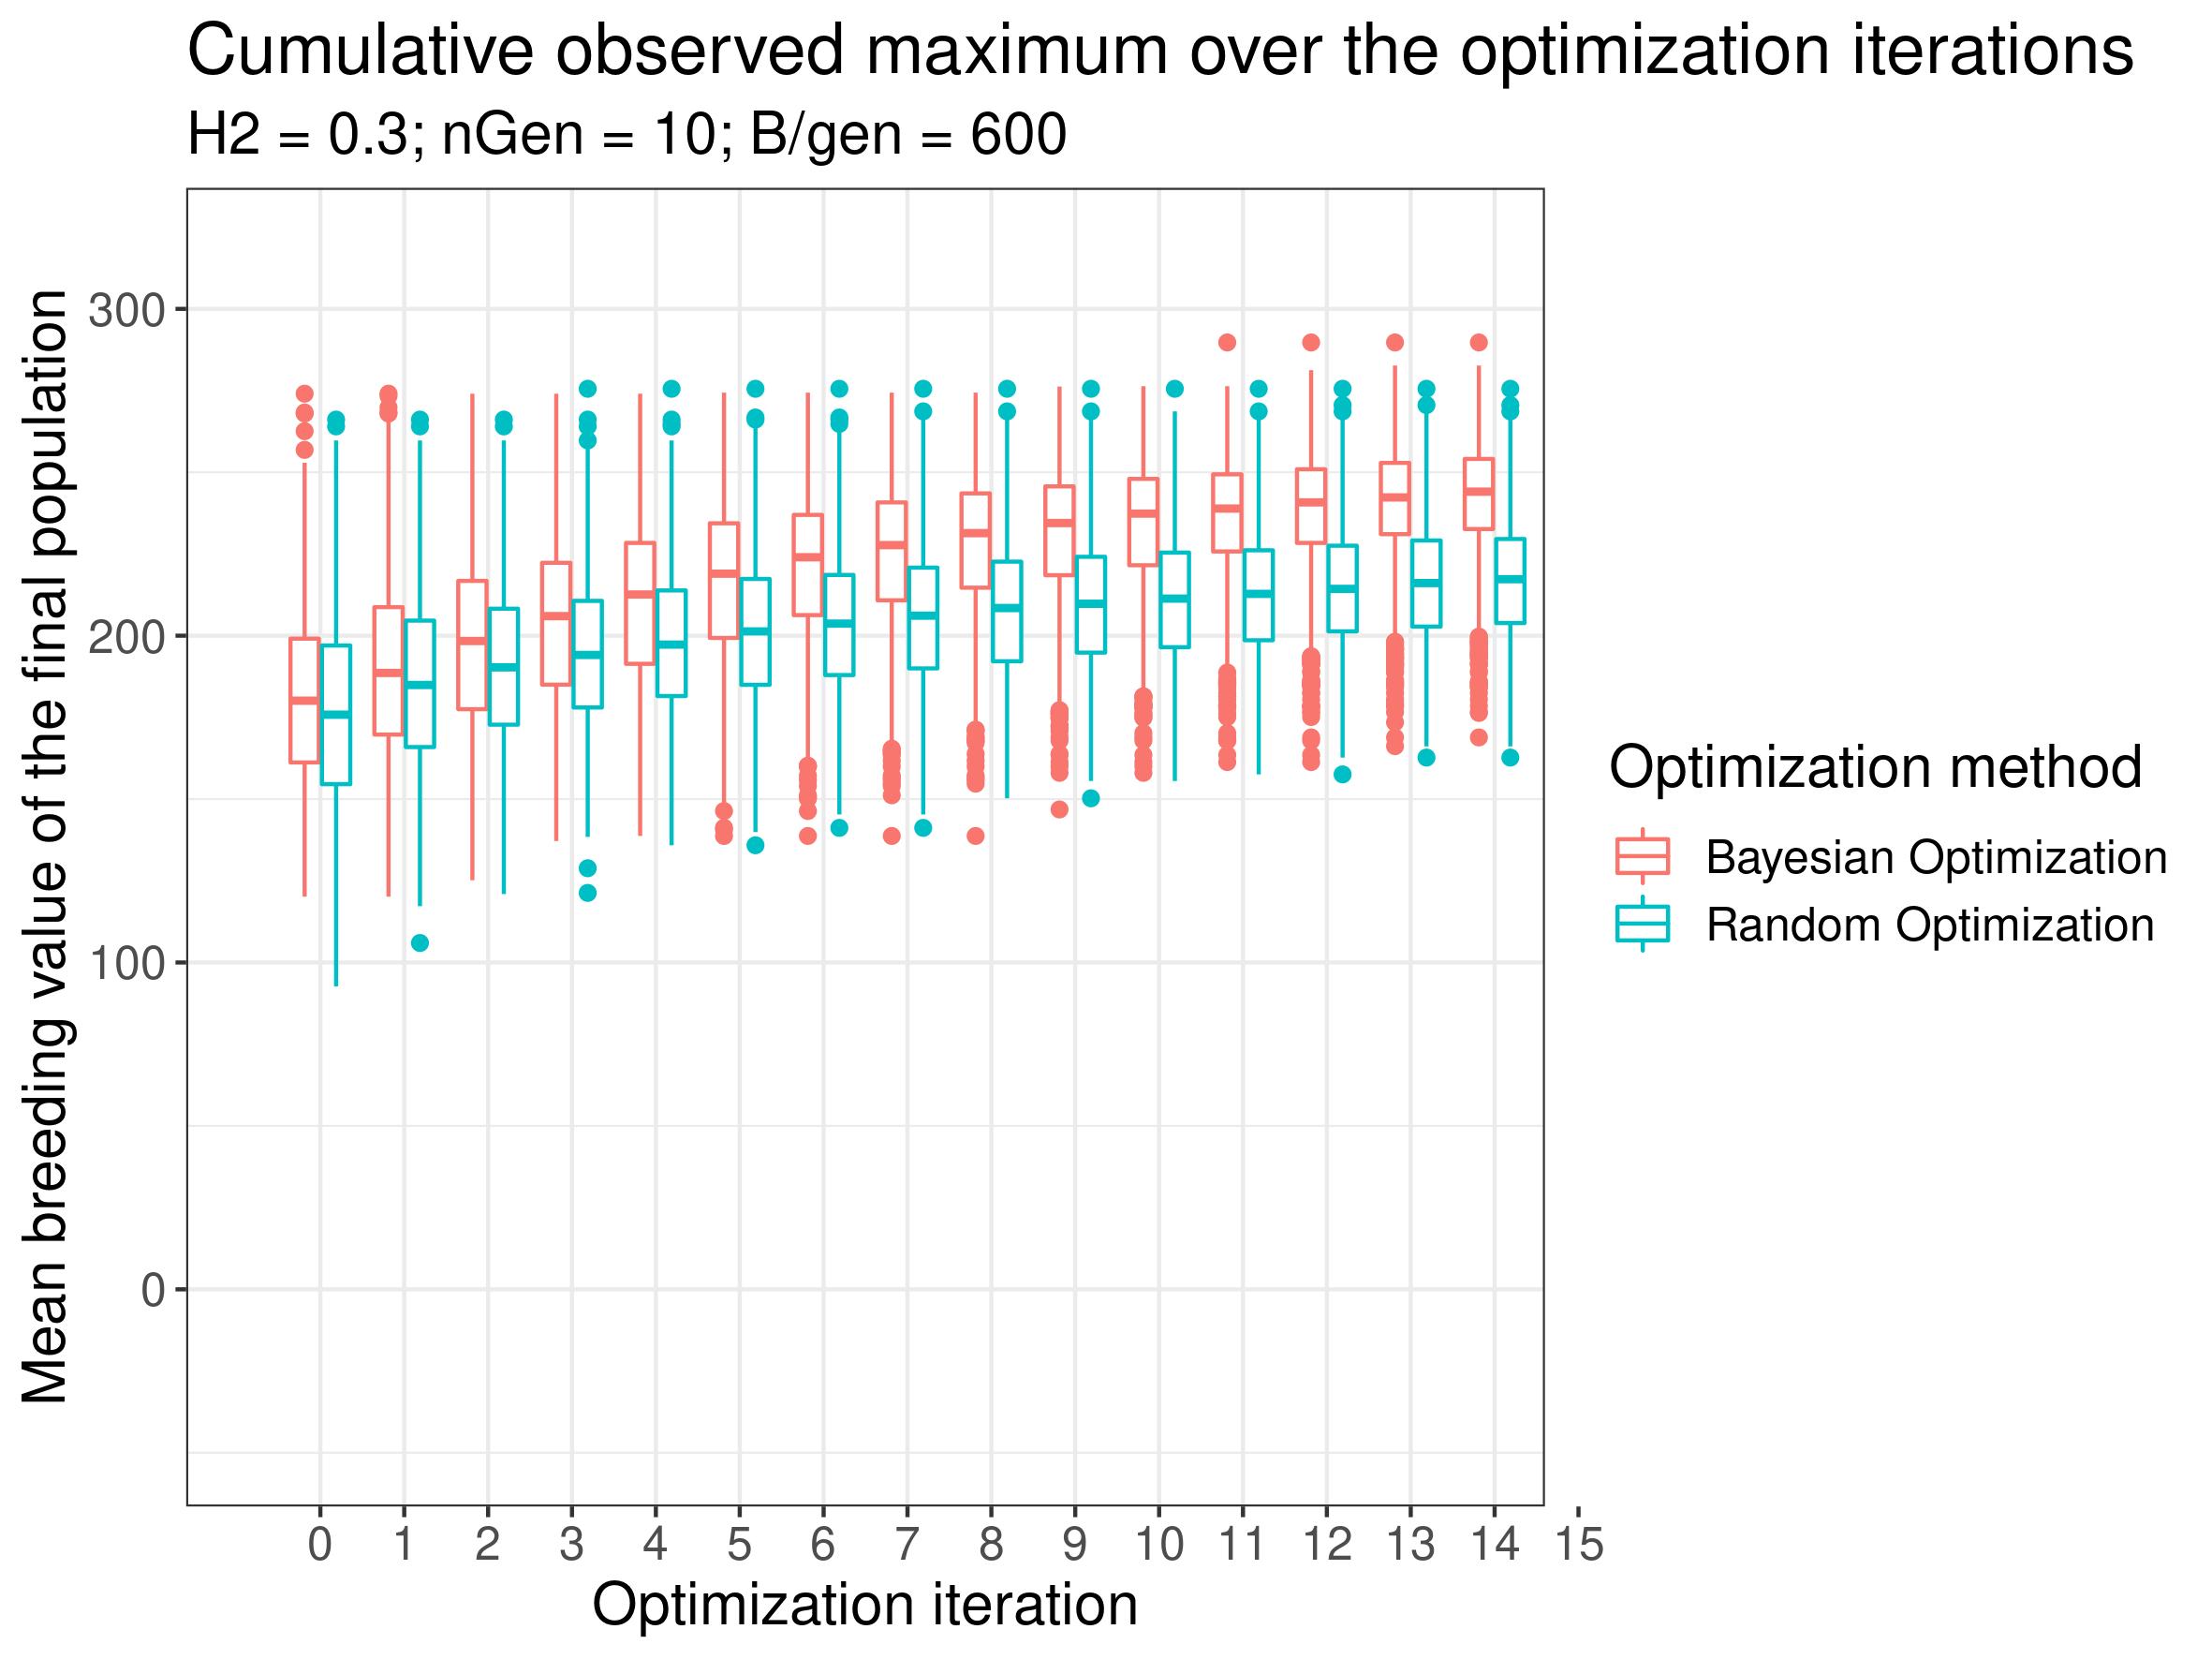 Cumulative observed maximum over the optimization iterations
H2 = 0.3; nGen = 10; B/gen = 600
Mean breeding value of the final population
300
200
100
0
0 1 2 3 4 5 6 7 8 9 10 11 12 13 14 15
Optimization iteration
Optimization method
Bayesian Optimization
Random Optimization